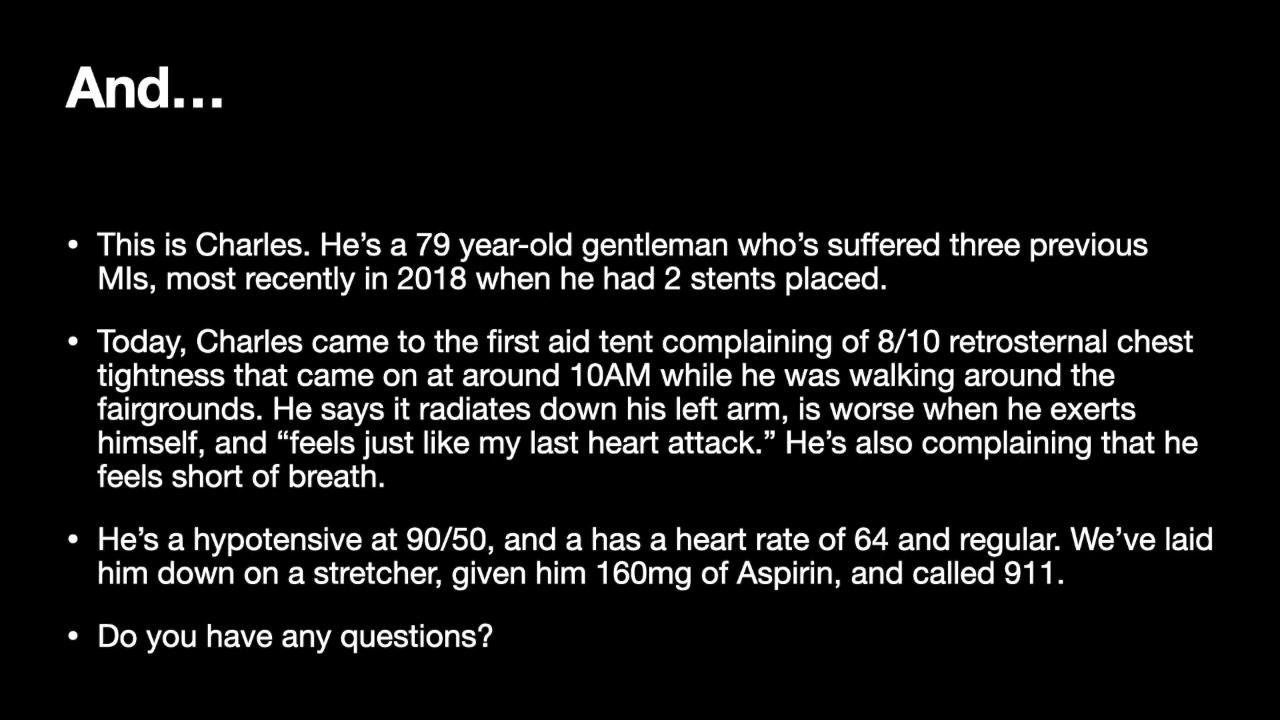 And…
• This is Charles. He’s a 79 year-old gentleman who’s suffered three previous
MIs, most recently in 2018 when he had 2 stents placed.
• Today, Charles came to the first aid tent complaining of 8/10 retrosternal chest
tightness that came on at around 10AM while he was walking around the
fairgrounds. He says it radiates down his left arm, is worse when he exerts
himself, and “feels just like my last heart attack.” He’s also complaining that he
feels short of breath.
• He’s a hypotensive at 90/50, and a has a heart rate of 64 and regular. We’ve laid
him down on a stretcher, given him 160mg of Aspirin, and called 911.
• Do you have any questions?